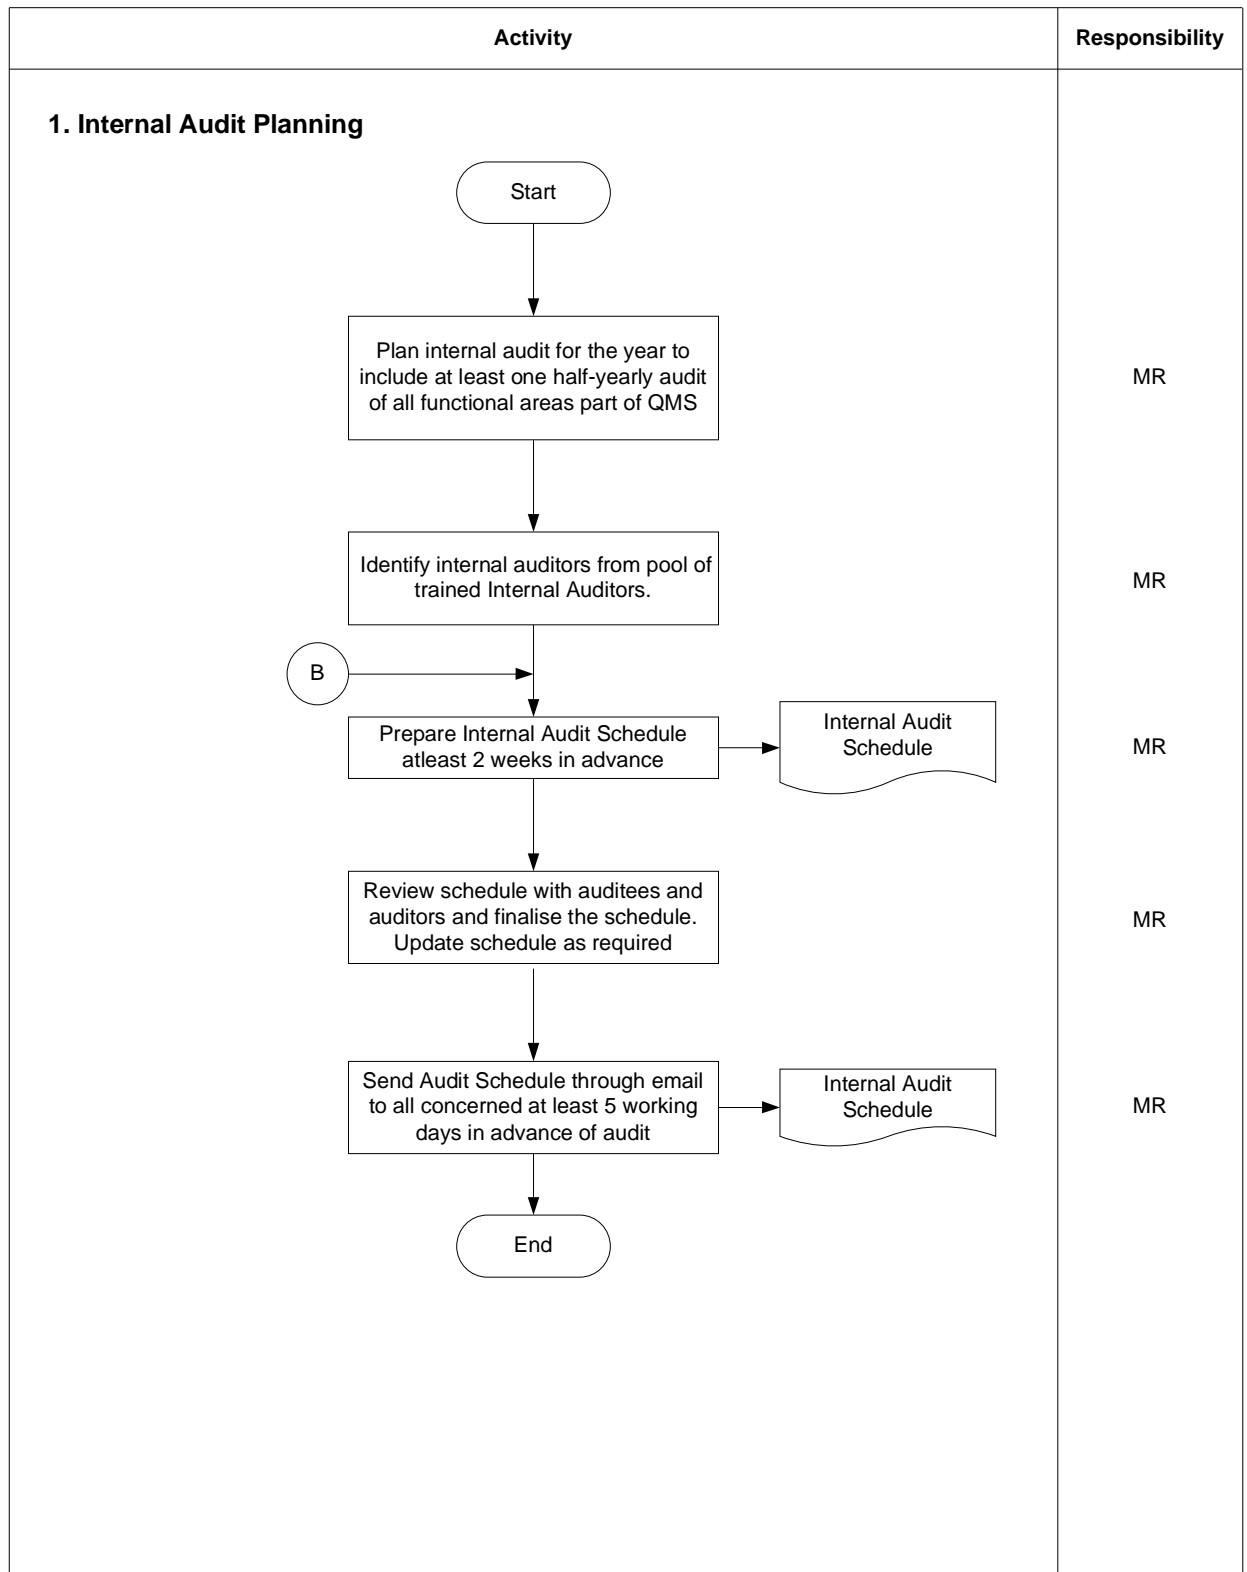 Activity
Responsibility
1. Internal Audit Planning
Start
Plan internal audit for the year to
include at least one half-yearly audit
of all functional areas part of QMS
MR
Identify internal auditors from pool of
trained Internal Auditors.
MR
B
Prepare Internal Audit Schedule
atleast 2 weeks in advance
Internal Audit
Schedule
MR
Review schedule with auditees and
auditors and finalise the schedule.
Update schedule as required
MR
Send Audit Schedule through email
to all concerned at least 5 working
days in advance of audit
Internal Audit
Schedule
MR
End